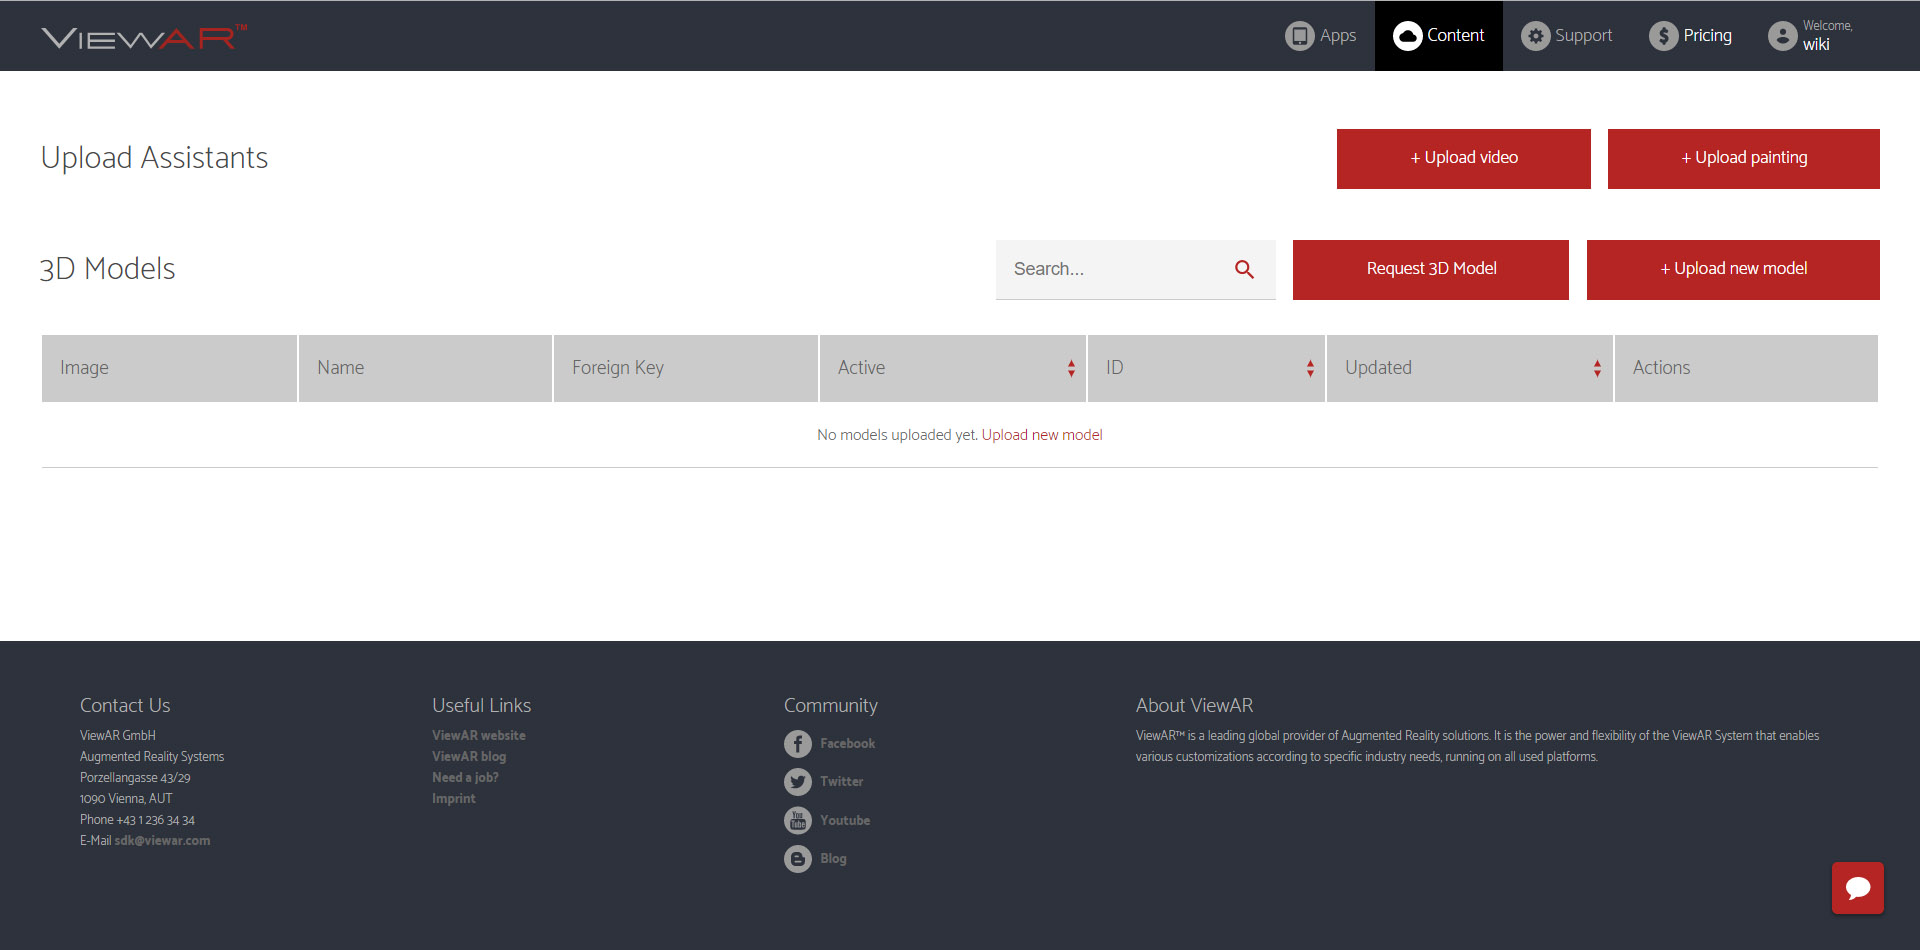 VIEWAR™
Apps
Content
Support
Pricing
Welcome,
wiki
Upload Assistants
+ Upload video
+ Upload painting
3D Models
Search...
Request 3D Model
+ Upload new model
Image
Name
Foreign Key
Active
ID
Updated
Actions
No models uploaded yet. Upload new model
Contact Us
ViewAR GmbH
Augmented Reality Systems
Porzellangasse 43/29
1090 Vienna, AUT
Phone +43 1 236 34 34
E-Mail sdk@viewar.com
Useful Links
ViewAR website
ViewAR blog
Need a job?
Imprint
Community
Facebook
Twitter
You
Tube
Youtube
Blog
About ViewAR
ViewAR™ is a leading global provider of Augmented Reality solutions. It is the power and flexibility of the ViewAR System that enables
various customizations according to specific industry needs, running on all used platforms.